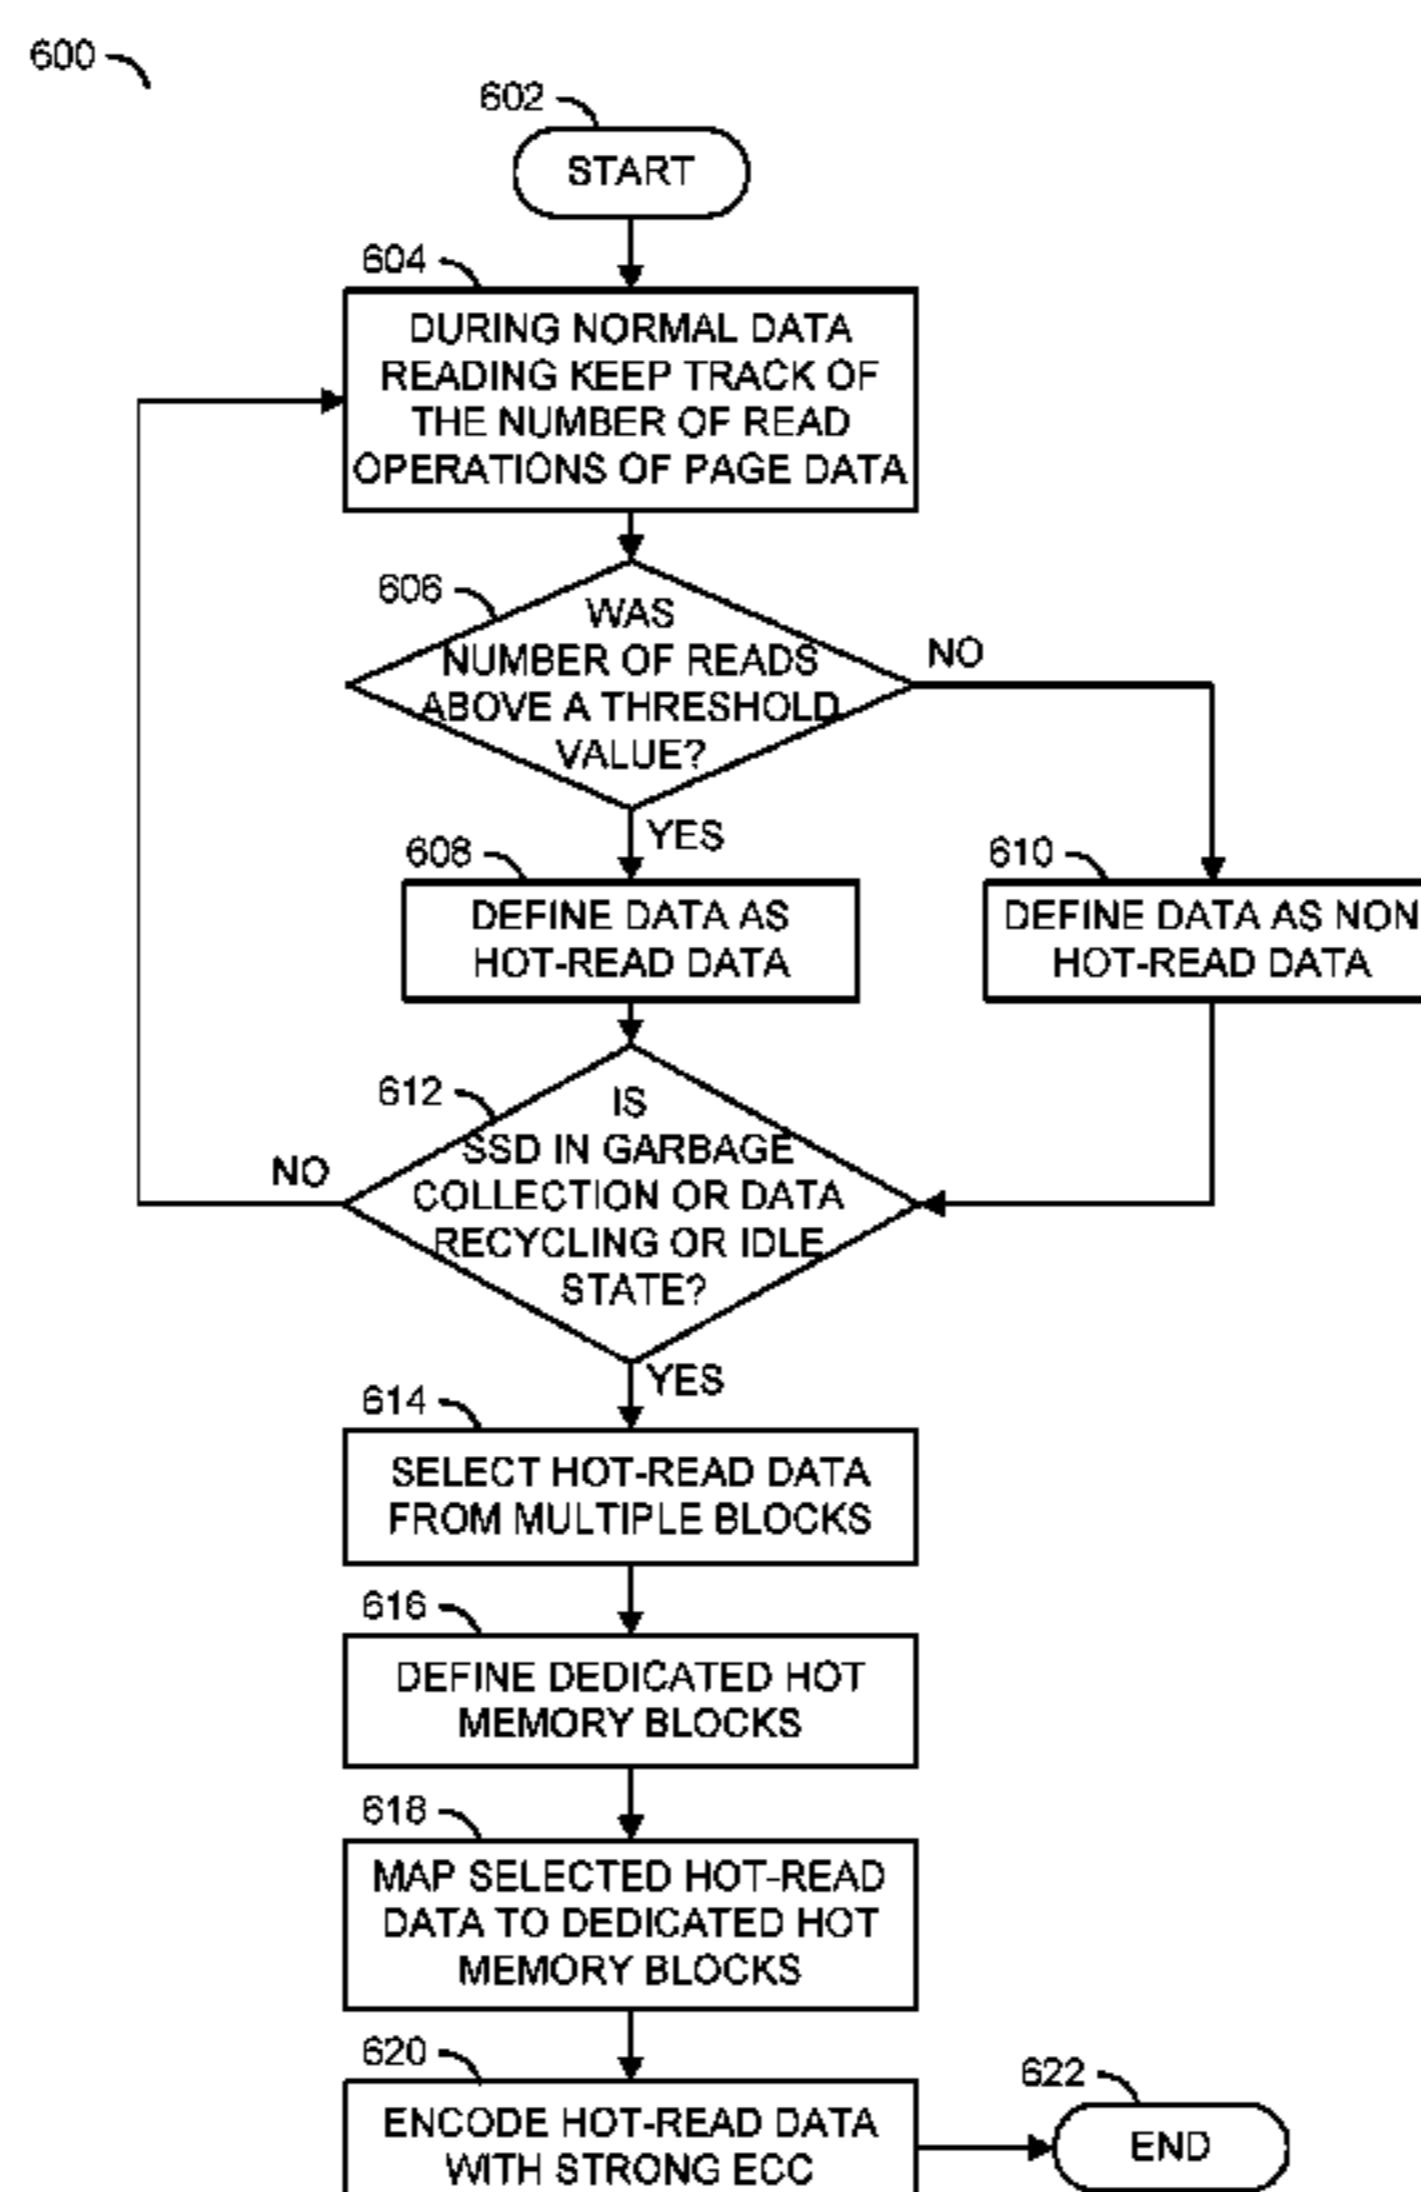 600
602
START
604
DURING NORMAL DATA
READING KEEP TRACK OF
THE NUMBER OF READ
OPERATIONS OF PAGE DATA
606
WAS
NUMBER OF READS
ABOVE A THRESHOLD
VALUE?
NO
YES
608
DEFINE DATA AS
HOT-READ DATA
610
DEFINE DATA AS NON
HOT-READ DATA
612
IS
SSD IN GARBAGE
COLLECTION OR DATA
RECYCLING OR IDLE
STATE?
NO
YES
614
SELECT HOT-READ DATA
FROM MULTIPLE BLOCKS
616
DEFINE DEDICATED HOT
MEMORY BLOCKS
618
MAP SELECTED HOT-READ
DATA TO DEDICATED HOT
MEMORY BLOCKS
620
ENCODE HOT-READ DATA
WITH STRONG ECC
622
END